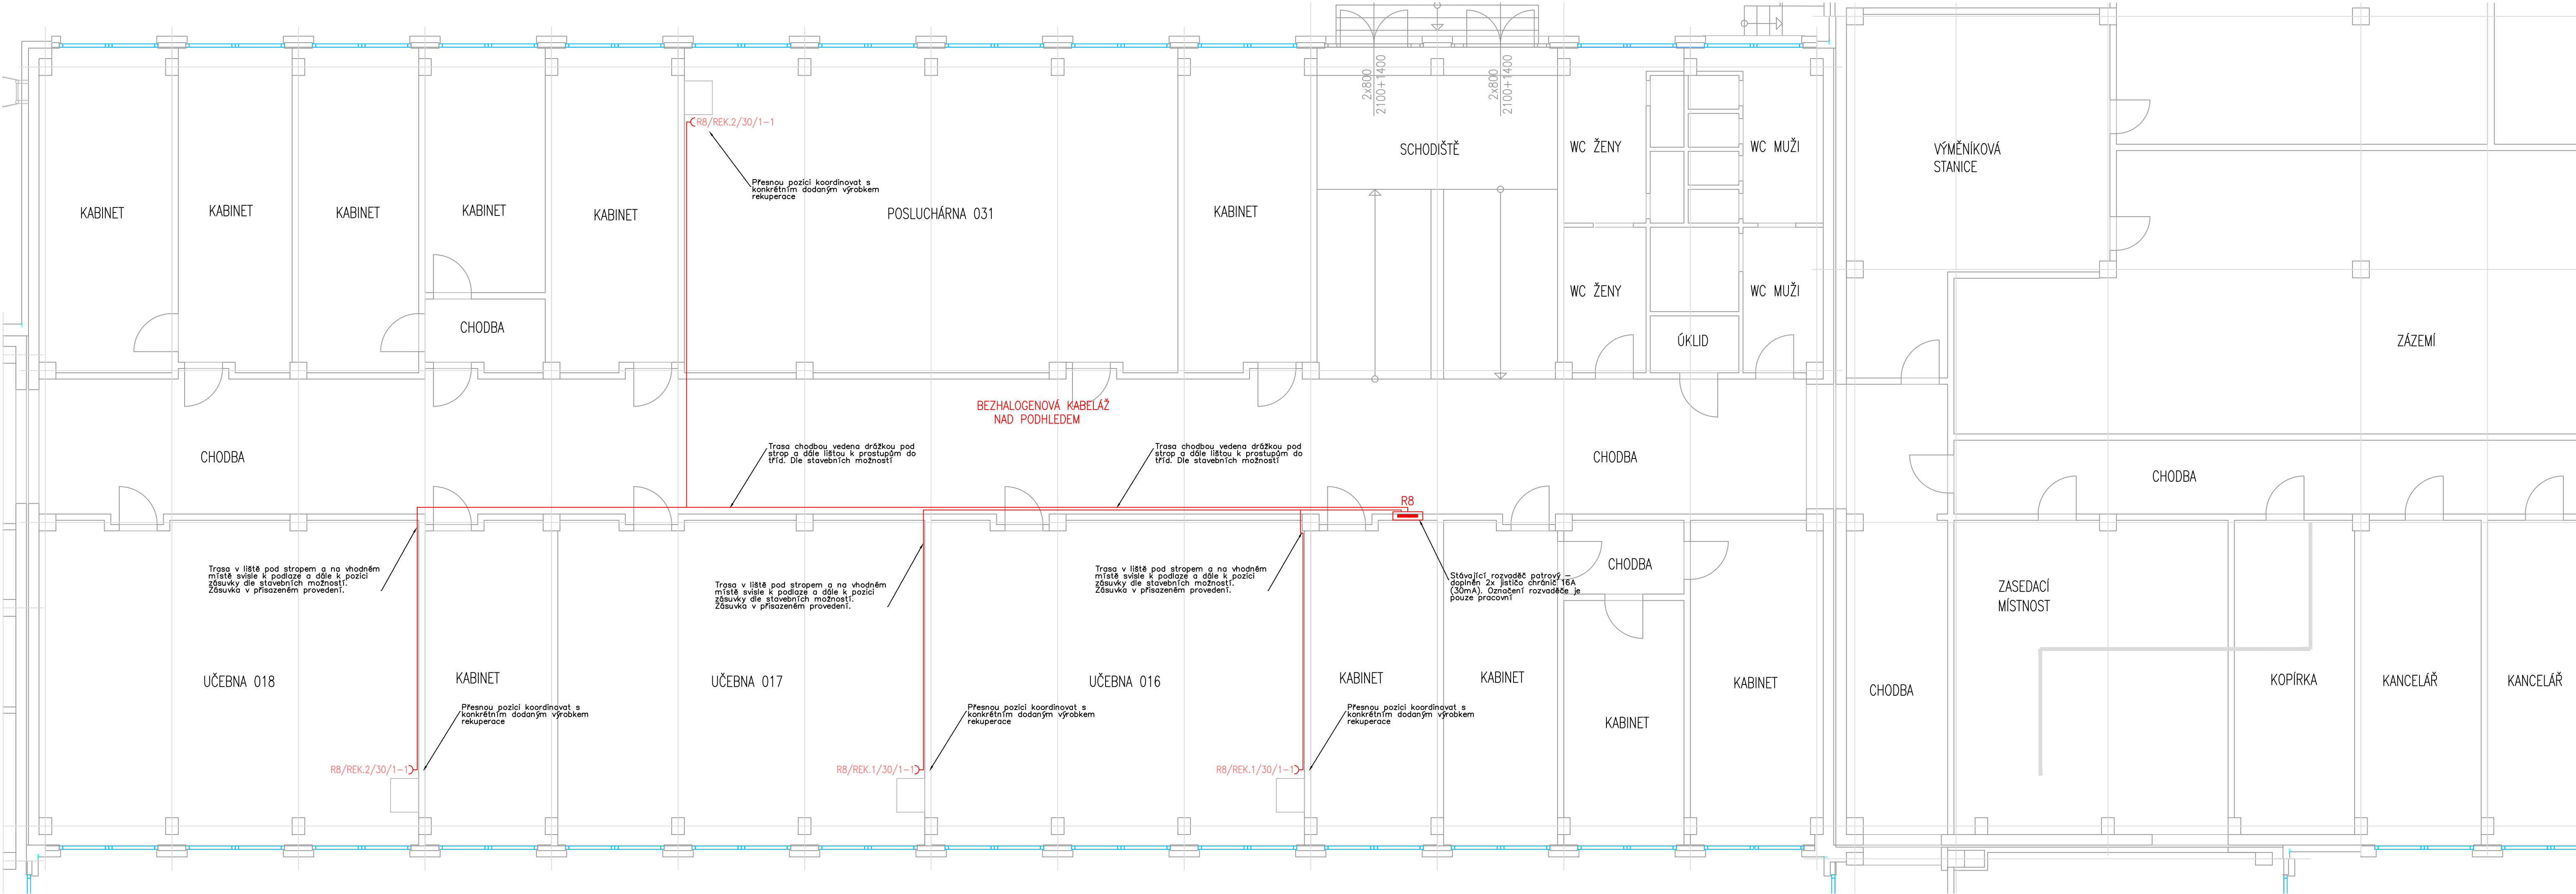 2x800
2100+1400
2x800
2100+1400
R8/REK.2/30/1-1
Přesnou pozici koordinovat s
konkrétním dodaným výrobkem
rekuperace
SCHODIŠTĚ
WC ŽENY
WC MUŽI
VÝMĚNÍKOVÁ
STANICE
KABINET
KABINET
KABINET
KABINET
KABINET
POSLUCHÁRNA 031
KABINET
WC ŽENY
WC MUŽI
CHODBA
ÚKLID
ZÁZEMÍ
BEZHALOGENOVÁ KABELÁŽ
NAD PODHLEDEM
CHODBA
Trasa chodbou vedena drážkou pod
strop a dále lištou k prostupům do
tříd. Dle stavebních možností
Trasa chodbou vedena drážkou pod
strop a dále lištou k prostupům do
tříd. Dle stavebních možností
CHODBA
CHODBA
R8
Trasa v liště pod stropem a na vhodném
místě svisle k podlaze a dále k pozici
zásuvky dle stavebních možností.
Zásuvka v přisazeném provedení.
Trasa v liště pod stropem a na vhodném
místě svisle k podlaze a dále k pozici
zásuvky dle stavebních možností.
Zásuvka v přisazeném provedení.
Trasa v liště pod stropem a na vhodném
místě svisle k podlaze a dále k pozici
zásuvky dle stavebních možností.
Zásuvka v přisazeném provedení.
Stávající rozvaděč patrový –
doplněn 2x jističo chránič 16A
(30mA). Označení rozvaděče je
pouze pracovní
CHODBA
ZASEDACÍ
MÍSTNOST
UČEBNA 018
KABINET
UČEBNA 017
UČEBNA 016
KABINET
KABINET
KABINET
CHODBA
KOPÍRKA
KANCELÁŘ
KANCELÁŘ
Přesnou pozici koordinovat s
konkrétním dodaným výrobkem
rekuperace
Přesnou pozici koordinovat s
konkrétním dodaným výrobkem
rekuperace
Přesnou pozici koordinovat s
konkrétním dodaným výrobkem
rekuperace
KABINET
R8/REK.2/30/1-1
R8/REK.1/30/1-1
R8/REK.1/30/1-1